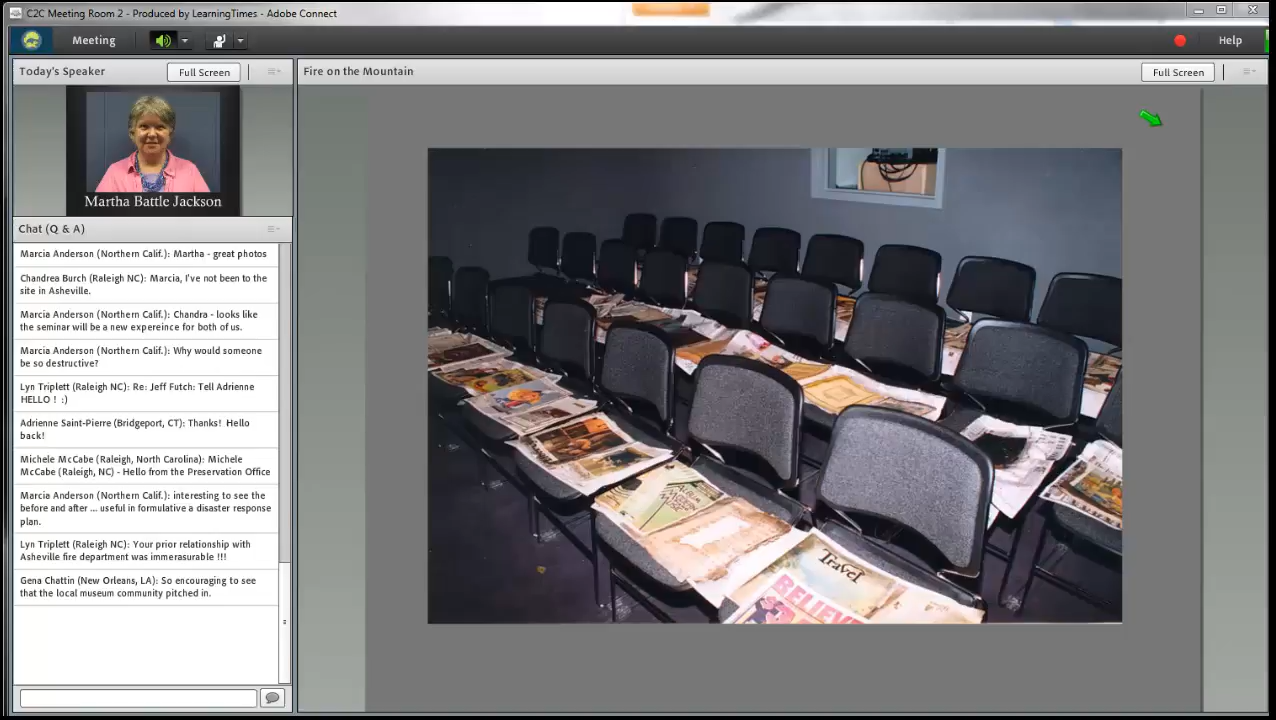 C2C Meeting Room 2 - Produced by LearningTimes - Adobe Connect
Meeting
Help
Today's Speaker
Full Screen
Martha Battle Jackson
Chat (Q & A)
Marcia Anderson (Northern Calif.): Martha - great photos
Chandrea Burch (Raleigh NC): Marcia, I've not been to the
site in Asheville.
Marcia Anderson (Northern Calif.): Chandra - looks like
the seminar will be a new expereince for both of us.
Marcia Anderson (Northern Calif.): Why would someone
be so destructive?
Lyn Triplett (Raleigh NC): Re: Jeff Futch: Tell Adrienne
HELLO ! :)
Adrienne Saint-Pierre (Bridgeport, CT): Thanks! Hello
back!
Michele McCabe (Raleigh, North Carolina): Michele
McCabe (Raleigh, NC) - Hello from the Preservation Office
Marcia Anderson (Northern Calif.): interesting to see the
before and after ... useful in formulative a disaster response
plan.
Lyn Triplett (Raleigh NC): Your prior relationship with
Asheville fire department was immerasurable !!!
Gena Chattin (New Orleans, LA): So encouraging to see
that the local museum community pitched in.
Fire on the Mountain
Full Screen
Travel